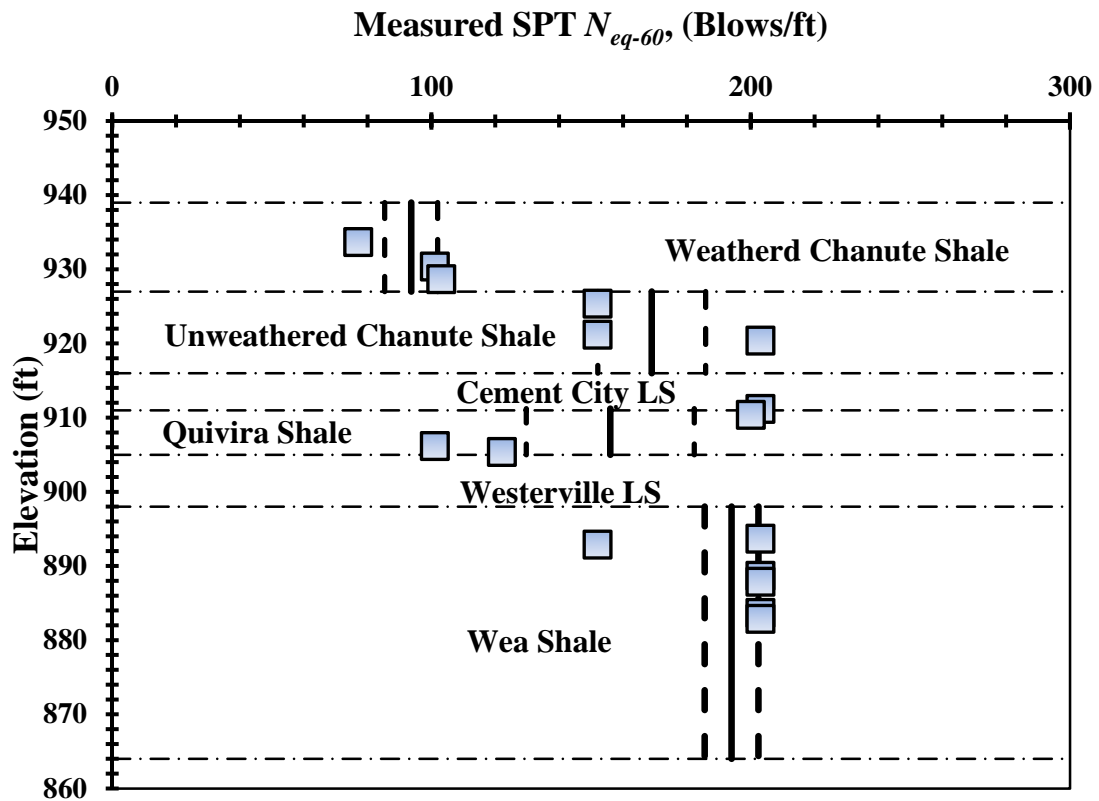 Measured SPT Neq-60, (Blows/ft)
0 100 200 300
950
940
Weatherd Chanute Shale
930
Unweathered Chanute Shale
920
Cement City LS
910
Quivira Shale
900
Westerville LS
890
880
Wea Shale
870
860
Elevation (ft)